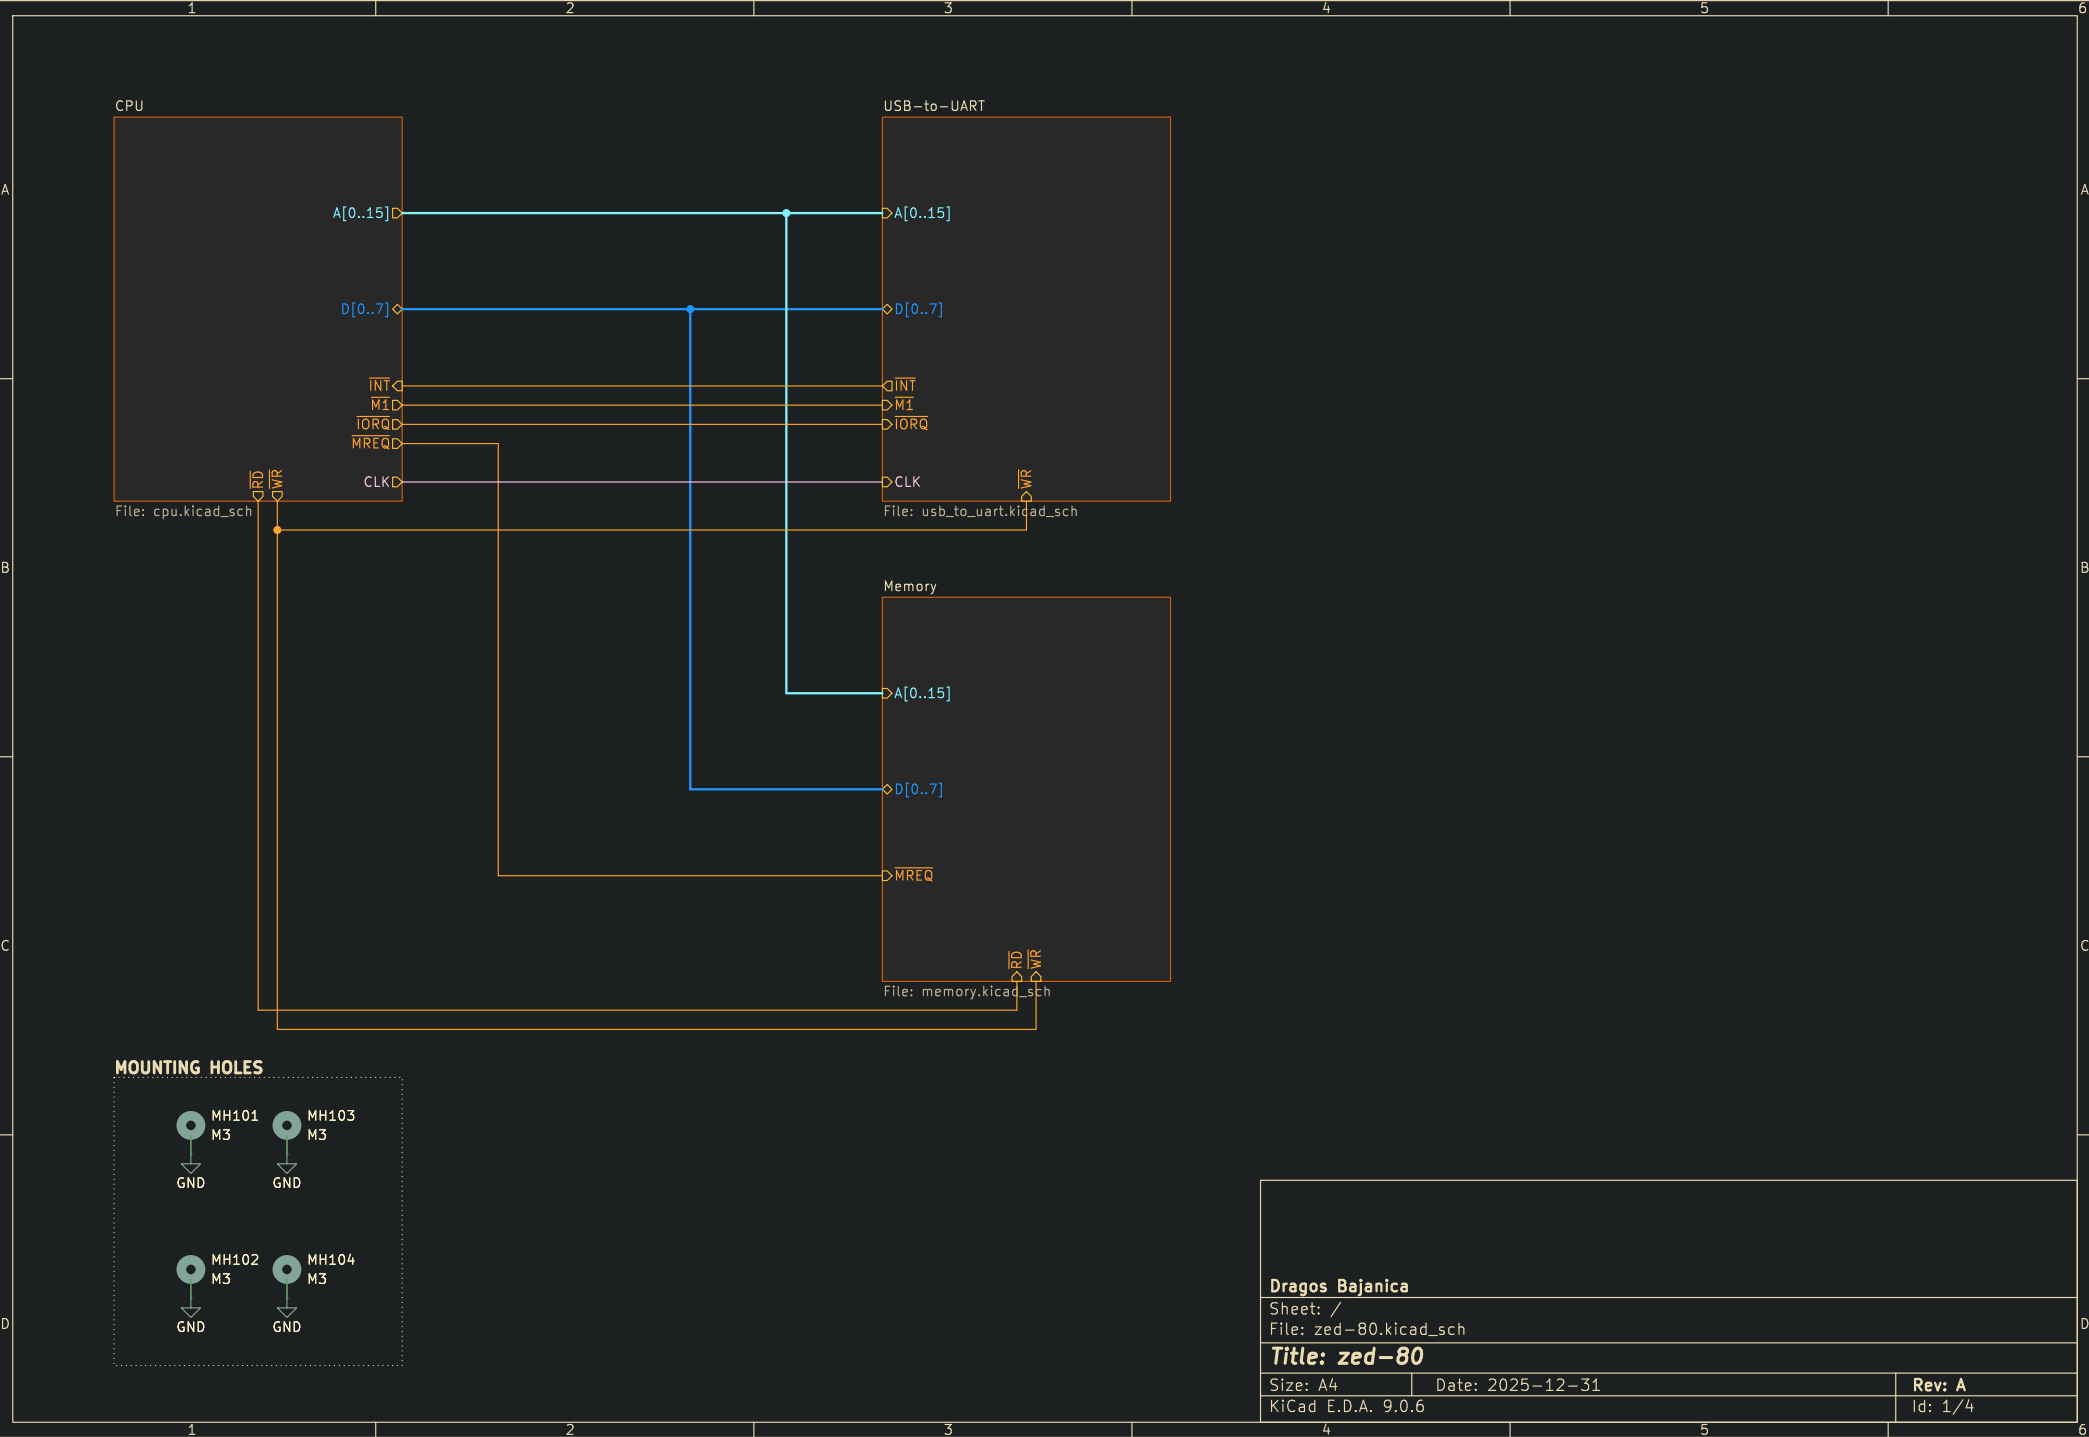 1 2 3 4 5 6
A A
B B
C C
D D
CPU
A[0..15]
D[0..7]
INT
M1
IORQ
MREQ
CLK
RD
WR
File: cpu.kicad_sch
USB-to-UART
A[0..15]
D[0..7]
INT
M1
IORQ
CLK
WR
File: usb_to_uart.kicad_sch
Memory
A[0..15]
D[0..7]
MREQ
RD
WR
File: memory.kicad_sch
MOUNTING HOLES
MH101
M3
GND
MH103
M3
GND
MH102
M3
GND
MH104
M3
GND
Dragos Bajanica
Sheet: /
File: zed-80.kicad_sch
Title: zed-80
Size: A4
Date: 2025-12-31
Rev: A
KiCad E.D.A. 9.0.6
Id: 1/4
1 2 3 4 5 6